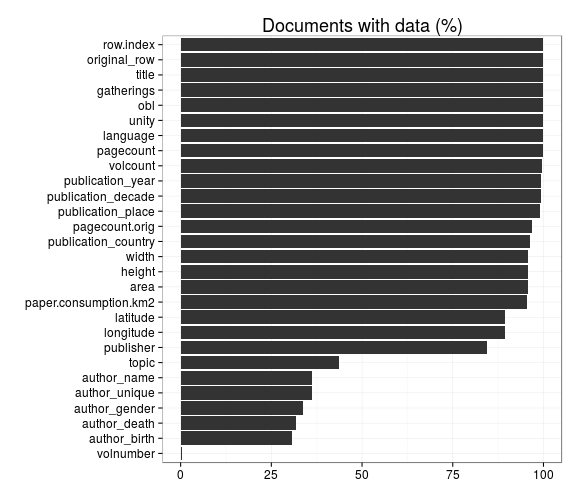 Documents with data (%)
row.index
original_row
title
gatherings
obl
unity
language
pagecount
volcount
publication_year
publication_decade
publication_place
pagecount.orig
publication_country
width
height
area
paper.consumption.km2
latitude
longitude
publisher
topic
author_name
author_unique
author_gender
author_death
author_birth
volnumber
0 25 50 75 100